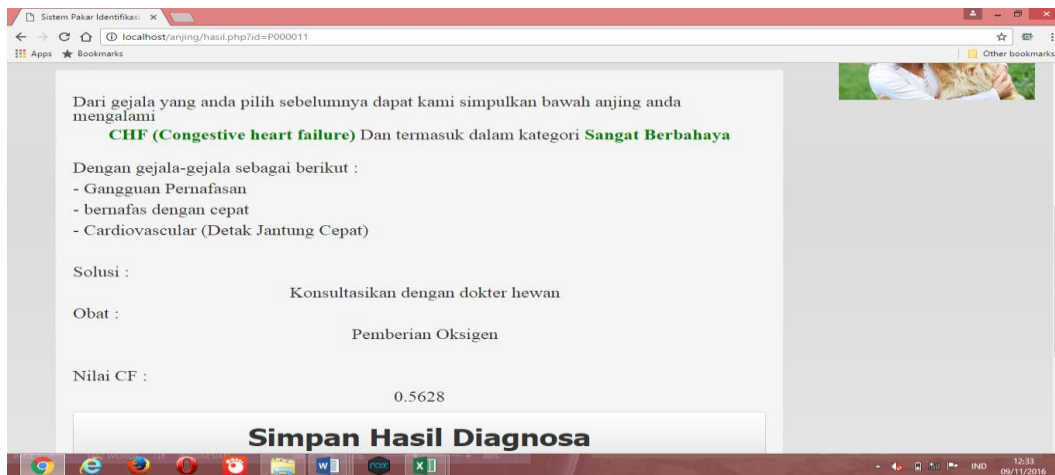 Sistem Pakar Identifikasi
localhost/anjing/hasil.php?id=P000011
Apps Bookmarks Other bookmarks
Dari gejala yang anda pilih sebelumnya dapat kami simpulkan bawah anjing anda
mengalami
CHF (Congestive heart failure) Dan termasuk dalam kategori Sangat Berbahaya
Dengan gejala-gejala sebagai berikut :
- Gangguan Pernafasan
- bernafas dengan cepat
- Cardiovascular (Detak Jantung Cepat)
Solusi :
Konsultasikan dengan dokter hewan
Obat :
Pemberian Oksigen
Nilai CF :
0.5628
Simpan Hasil Diagnosa
IND
12:33
09/11/2016